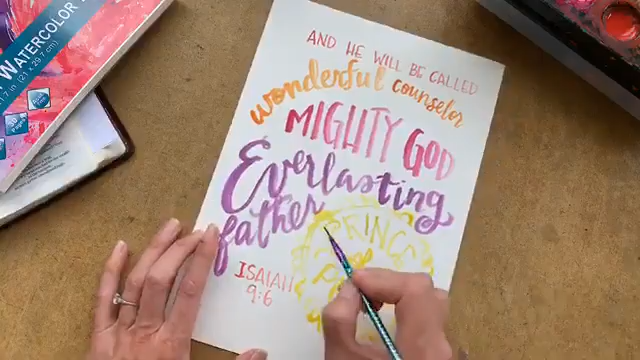 AND HE WILL BE CALLED
wonderful counselor
MIGHTY GOD
Everlasting
father
PRINCE
ISAIAH
9:6
WATERCOLOR